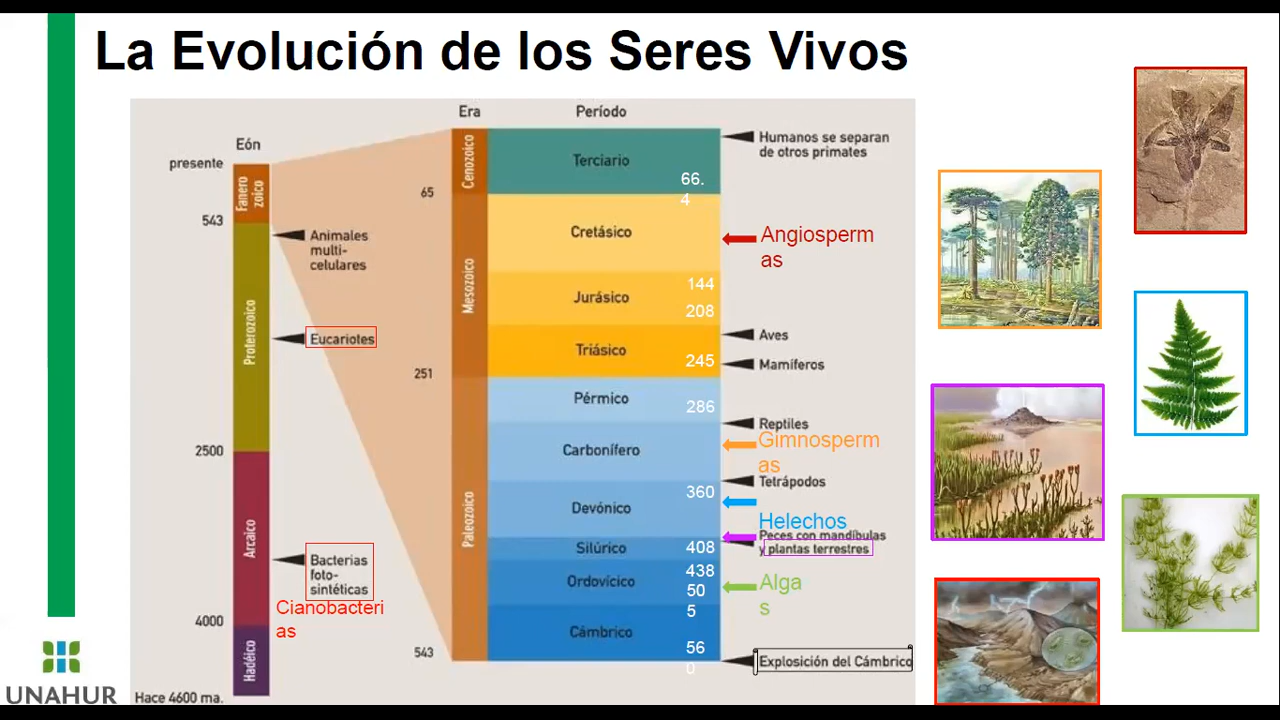 La Evolución de los Seres Vivos
Eón
presente
Fanero
zoico
543
Animales
multi-
celulares
Proterozoico
Eucariotes
2500
Arcaico
Bacterias
foto-
sintéticas
Cianobacteri
as
4000
Hadéico
Hace 4600 ma.
Era
Período
Cenozoico
Terciario
66.
4
65
Humanos se separan
de otros primates
Mesozoico
Cretásico
Angiosperm
as
144
Jurásico
208
Aves
Triásico
245
Mamíferos
251
Paleozoico
Pérmico
286
Reptiles
Carbonífero
Gimnosperm
as
Tetrápodos
360
Devónico
Helechos
Peces con mandíbulas
y plantas terrestres
Silúrico
408
438
Ordovícico
50
5
Alga
s
Cámbrico
56
0
543
Explosición del Cámbrico
UNAHUR